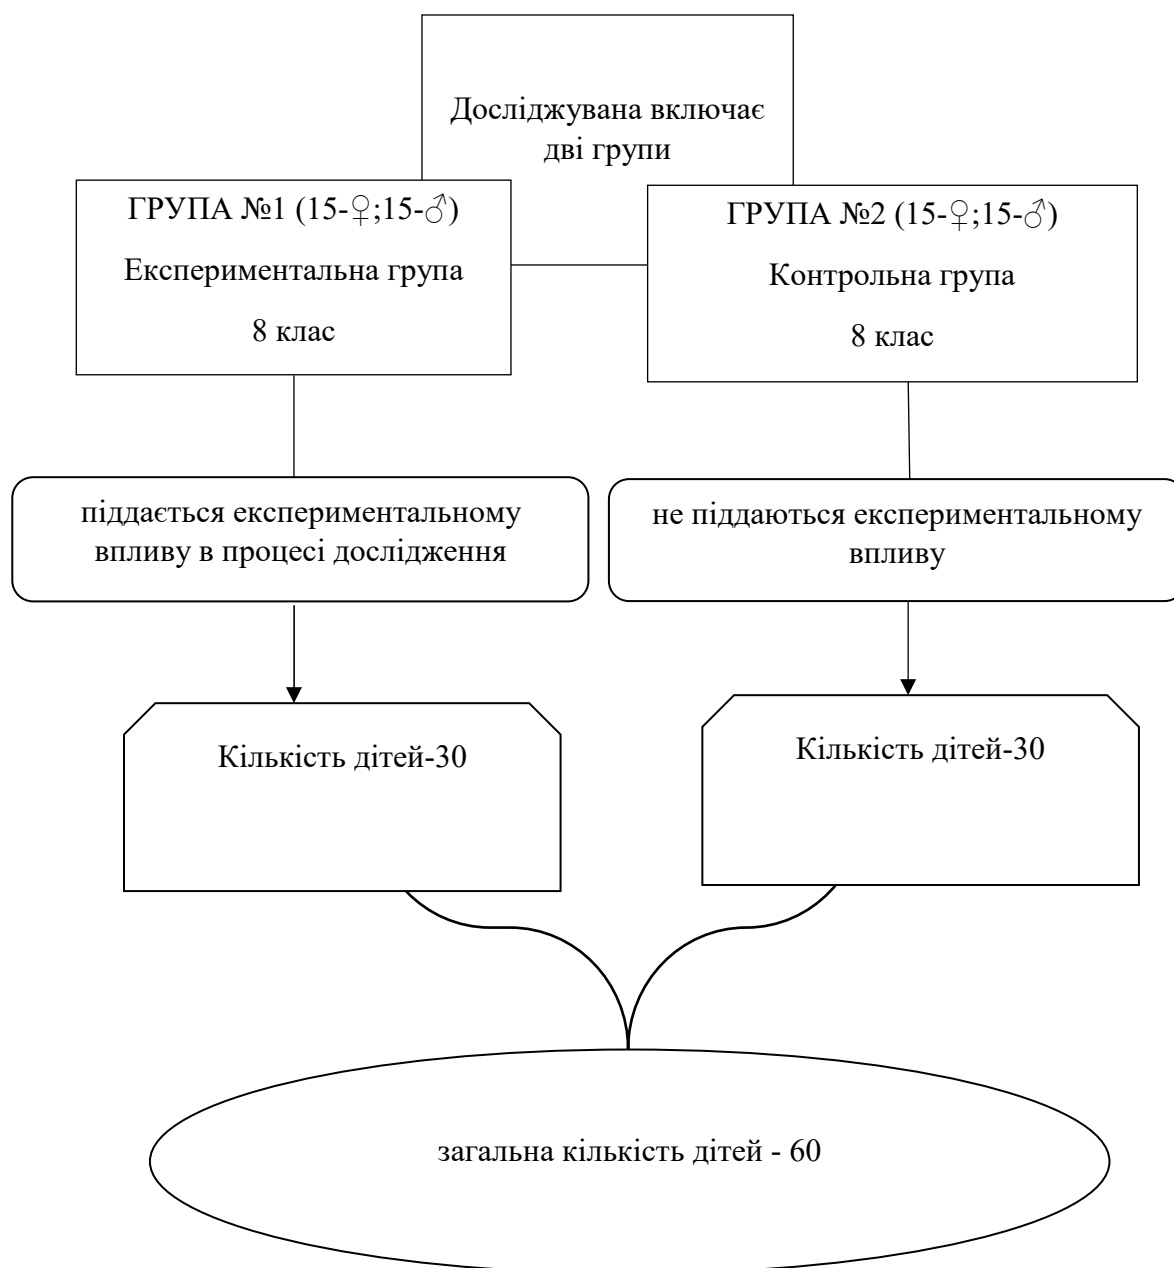 Досліджувана включає
дві групи
ГРУПА №1 (15-♀;15-♂)
Експериментальна група
8 клас
ГРУПА №2 (15-♀;15-♂)
Контрольна група
8 клас
піддається експериментальному
впливу в процесі дослідження
не піддаються експериментальному
впливу
Кількість дітей-30
Кількість дітей-30
загальна кількість дітей - 60